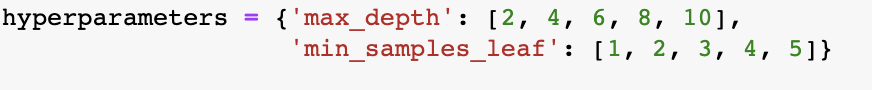 hyperparameters = {'max_depth': [2, 4, 6, 8, 10],
                   'min_samples_leaf': [1, 2, 3, 4, 5]}